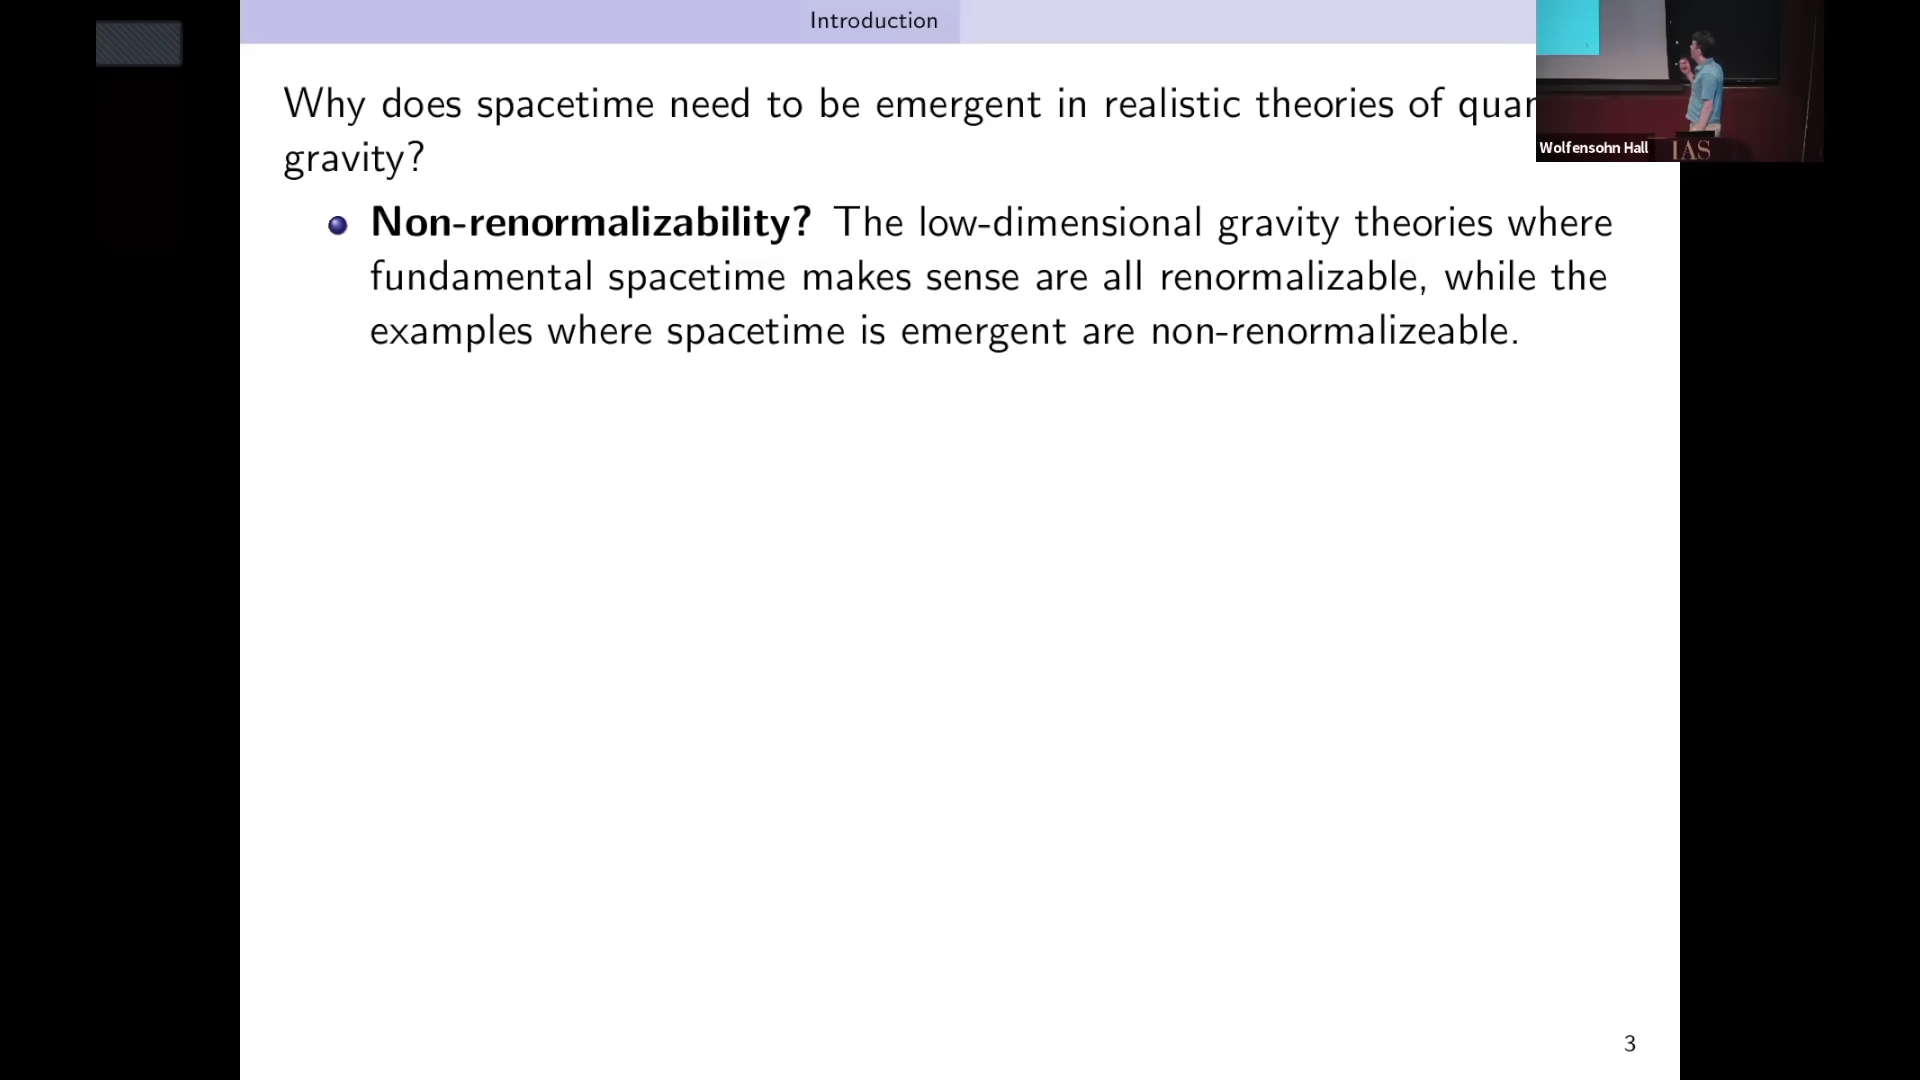 Introduction
Why does spacetime need to be emergent in realistic theories of quan
gravity?
Non-renormalizability? The low-dimensional gravity theories where
fundamental spacetime makes sense are all renormalizable, while the
examples where spacetime is emergent are non-renormalizeable.
Wolfensohn Hall
IAS
3